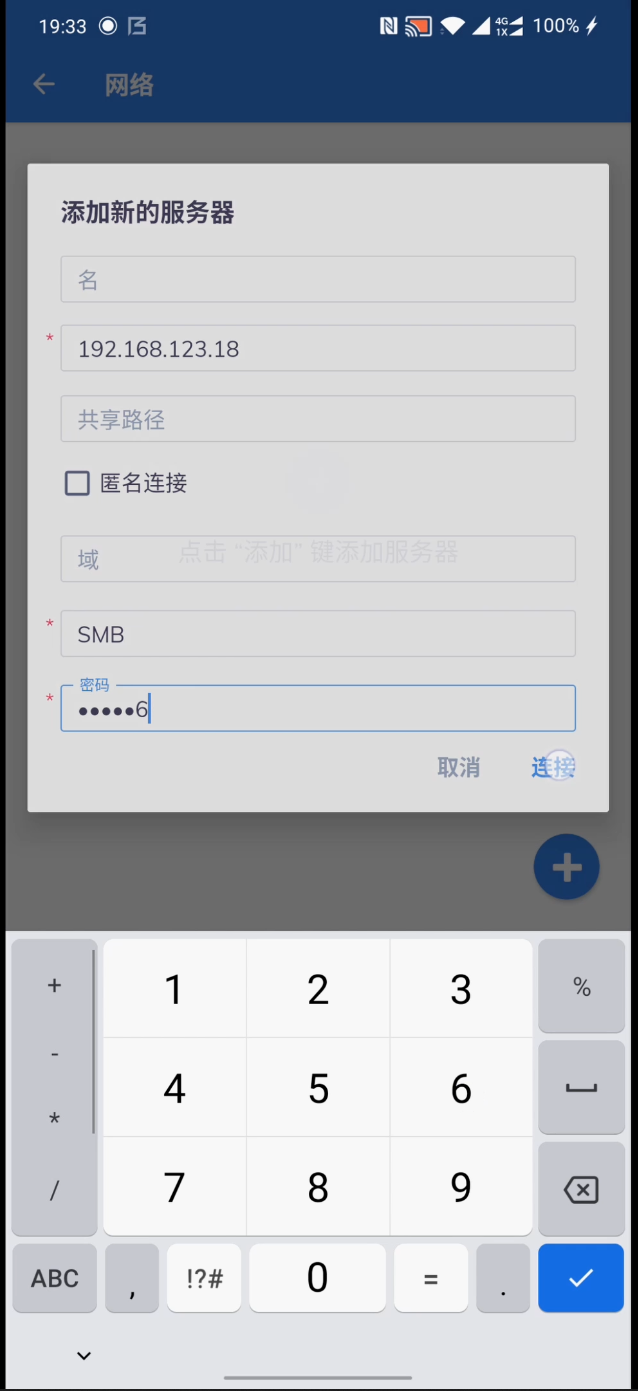 19:33
4G
1X
100%
网络
添加新的服务器
名
* 192.168.123.18
共享路径
匿名连接
域
点击 “添加” 键添加服务器
* SMB
密码
* •••••6
取消 连接
+ 1 2 3 %
- 4 5 6
*
/ 7 8 9
ABC , !?# 0 = .